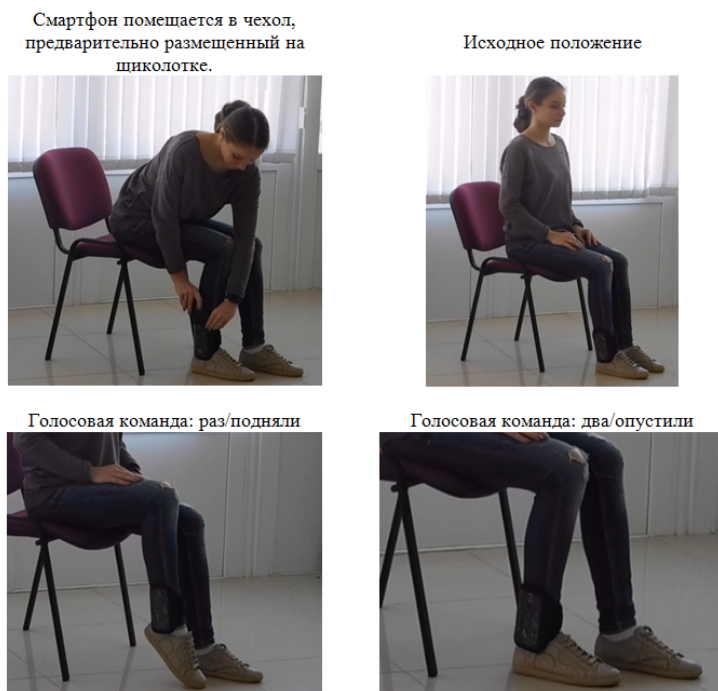 Смартфон помещается в чехол,
предварительно размещенный на
щиколотке.
Исходное положение
Голосовая команда: раз/подняли
Голосовая команда: два/опустили